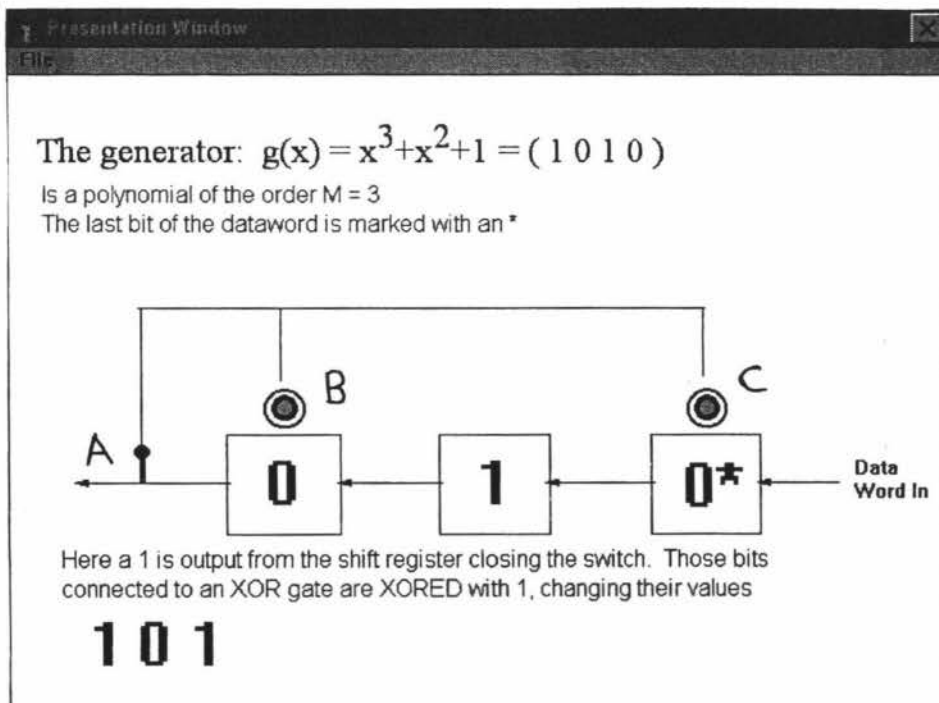 Presentation Window
File
The generator: g(x) = x³+x²+1 = ( 1 0 1 0 )
Is a polynomial of the order M = 3
The last bit of the dataword is marked with an *
A B C
0 1 0* Data
Word In
Here a 1 is output from the shift register closing the switch. Those bits
connected to an XOR gate are XORED with 1, changing their values
1 0 1